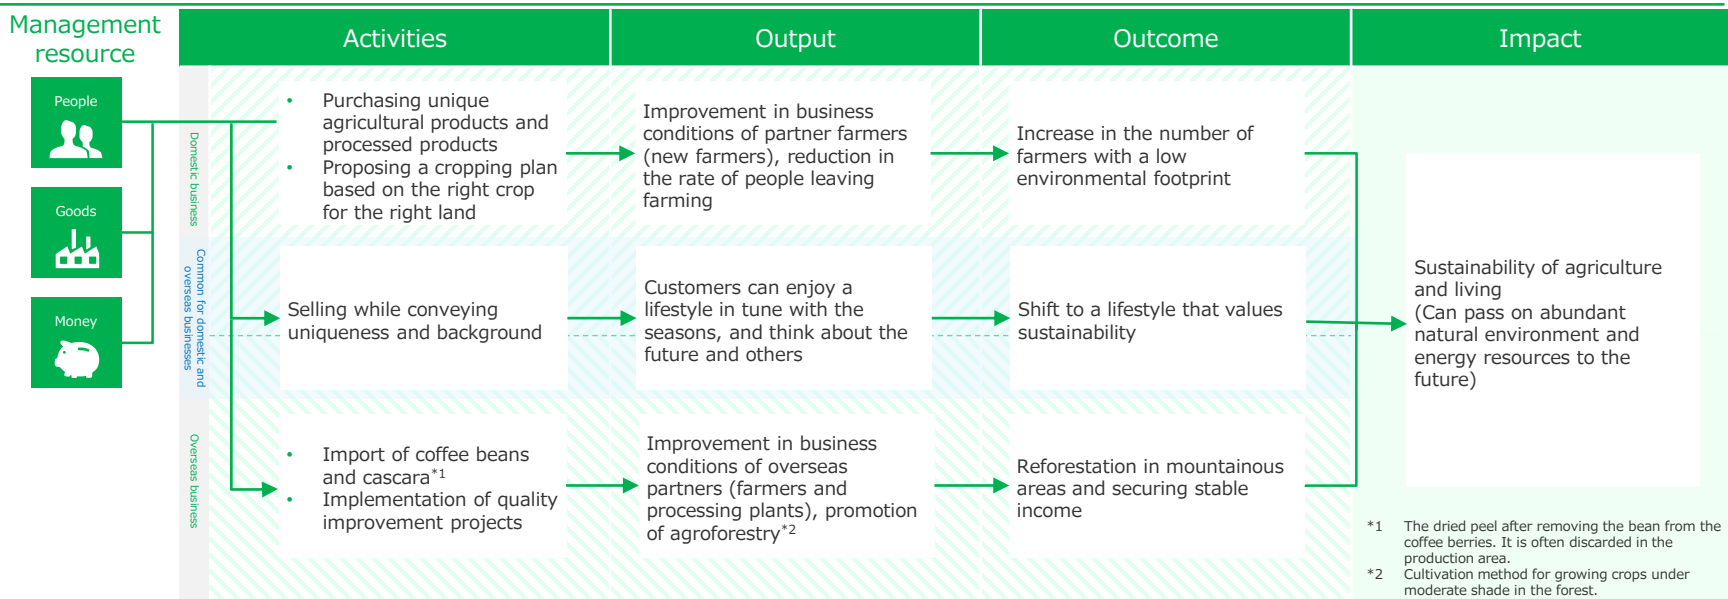 Management
resource
Activities
Output
Outcome
Impact
People
Goods
Money
Domestic business
• Purchasing unique
agricultural products and
processed products
• Proposing a cropping plan
based on the right crop
for the right land
Improvement in business
conditions of partner farmers
(new farmers), reduction in
the rate of people leaving
farming
Increase in the number of
farmers with a low
environmental footprint
Common for domestic and
overseas businesses
Selling while conveying
uniqueness and background
Customers can enjoy a
lifestyle in tune with the
seasons, and think about the
future and others
Shift to a lifestyle that values
sustainability
Overseas business
• Import of coffee beans
and cascara*1
• Implementation of quality
improvement projects
Improvement in business
conditions of overseas
partners (farmers and
processing plants), promotion
of agroforestry*2
Reforestation in mountainous
areas and securing stable
income
Sustainability of agriculture
and living
(Can pass on abundant
natural environment and
energy resources to the
future)
*1 The dried peel after removing the bean from the
coffee berries. It is often discarded in the
production area.
*2 Cultivation method for growing crops under
moderate shade in the forest.